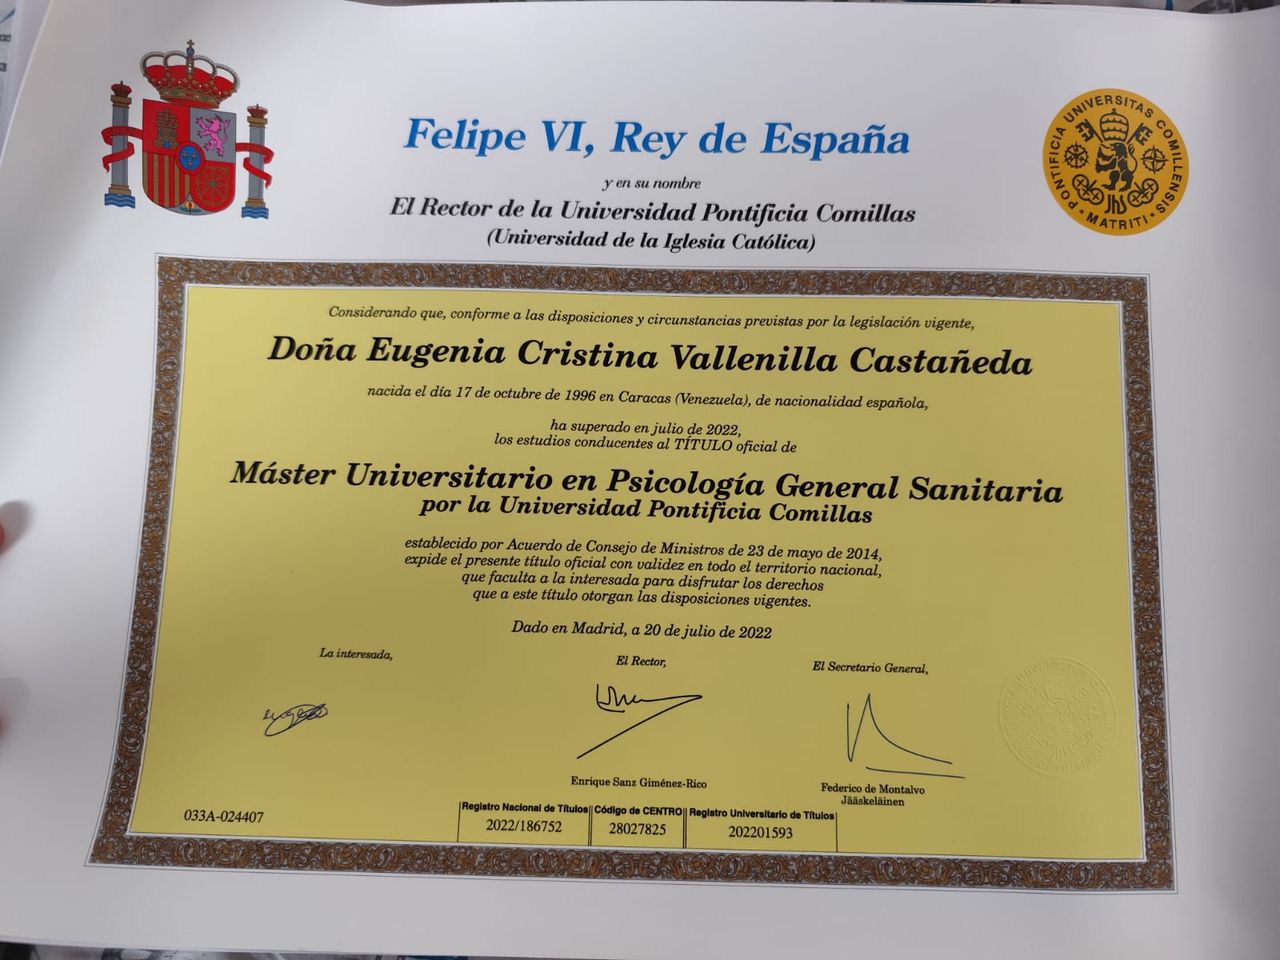 Felipe VI, Rey de España
PONTIFICIA UNIVERSITAS COMILLENSIS
MATRITI
JhS
y en su nombre
El Rector de la Universidad Pontificia Comillas
(Universidad de la Iglesia Católica)
Considerando que, conforme a las disposiciones y circunstancias previstas por la legislación vigente,
Doña Eugenia Cristina Vallenilla Castañeda
nacida el día 17 de octubre de 1996 en Caracas (Venezuela), de nacionalidad española,
ha superado en julio de 2022,
los estudios conducentes al TÍTULO oficial de
Máster Universitario en Psicología General Sanitaria
por la Universidad Pontificia Comillas
establecido por Acuerdo de Consejo de Ministros de 23 de mayo de 2014,
expide el presente título oficial con validez en todo el territorio nacional,
que faculta a la interesada para disfrutar los derechos
que a este título otorgan las disposiciones vigentes.
Dado en Madrid, a 20 de julio de 2022
La interesada,
El Rector,
El Secretario General,
Enrique Sanz Giménez-Rico
Federico de Montalvo
Jääskeläinen
033A-024407
Registro Nacional de Títulos
2022/186752
Código de CENTRO
28027825
Registro Universitario de Títulos
202201593